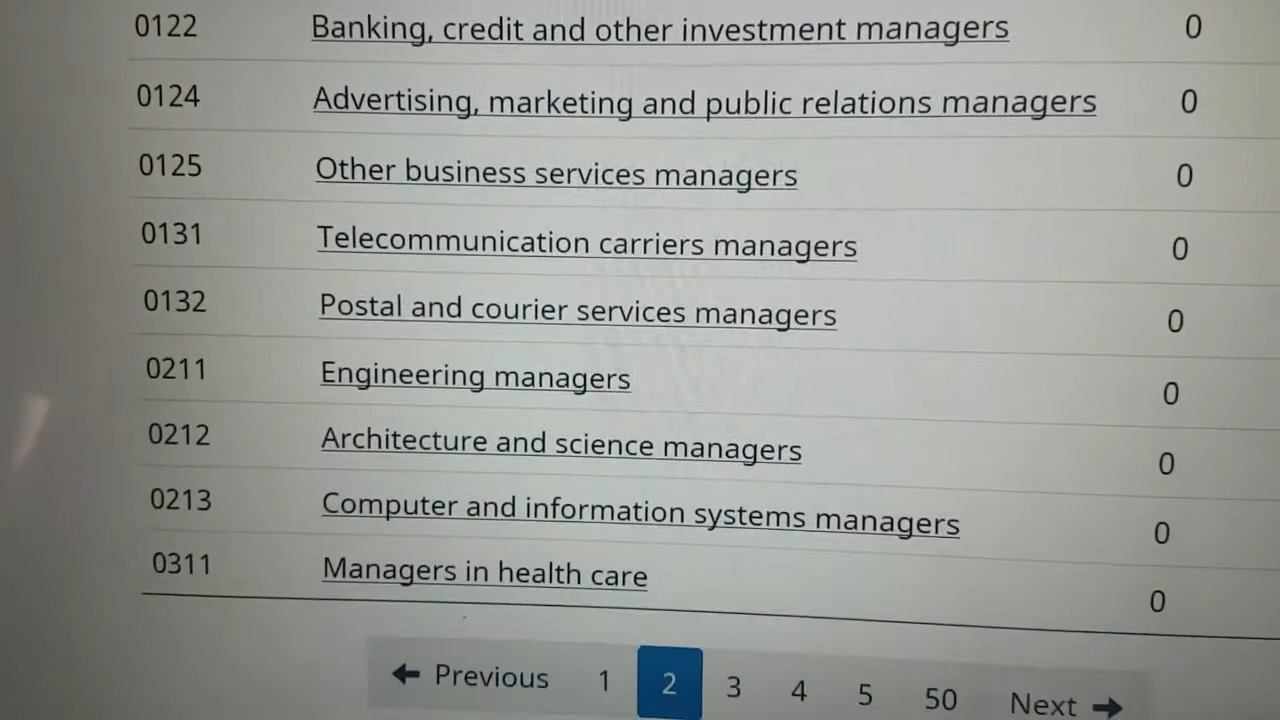 0122 Banking, credit and other investment managers 0
0124 Advertising, marketing and public relations managers 0
0125 Other business services managers 0
0131 Telecommunication carriers managers 0
0132 Postal and courier services managers 0
0211 Engineering managers 0
0212 Architecture and science managers 0
0213 Computer and information systems managers 0
0311 Managers in health care 0
Previous 1 2 3 4 5 50 Next